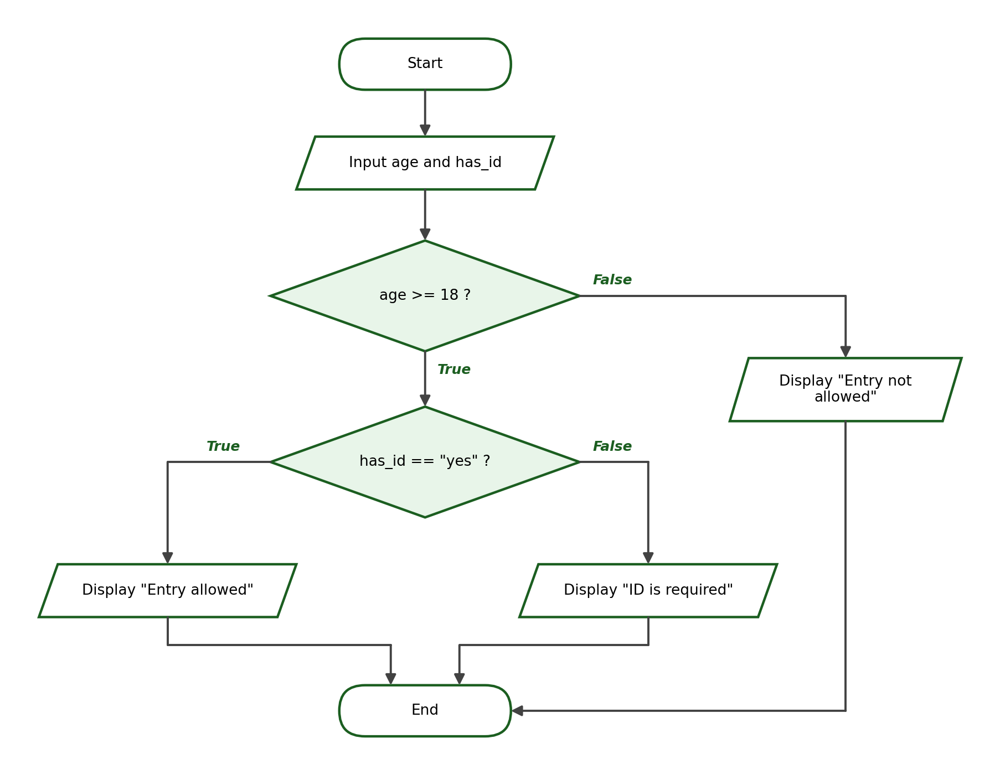 Start
Input age and has_id
age >= 18 ?
False
True
Display "Entry not
allowed"
True
has_id == "yes" ?
False
Display "Entry allowed"
Display "ID is required"
End